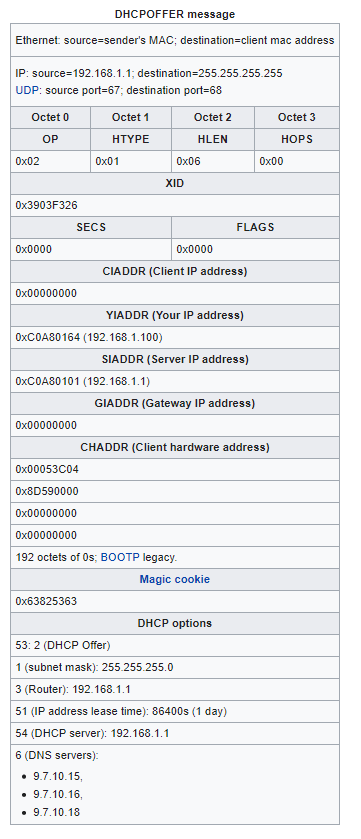 DHCPOFFER message
Ethernet: source=sender's MAC; destination=client mac address
IP: source=192.168.1.1; destination=255.255.255.255
UDP: source port=67; destination port=68
Octet 0 Octet 1 Octet 2 Octet 3
OP HTYPE HLEN HOPS
0x02 0x01 0x06 0x00
XID
0x3903F326
SECS FLAGS
0x0000 0x0000
CIADDR (Client IP address)
0x00000000
YIADDR (Your IP address)
0xC0A80164 (192.168.1.100)
SIADDR (Server IP address)
0xC0A80101 (192.168.1.1)
GIADDR (Gateway IP address)
0x00000000
CHADDR (Client hardware address)
0x00053C04
0x8D590000
0x00000000
0x00000000
192 octets of 0s; BOOTP legacy.
Magic cookie
0x63825363
DHCP options
53: 2 (DHCP Offer)
1 (subnet mask): 255.255.255.0
3 (Router): 192.168.1.1
51 (IP address lease time): 86400s (1 day)
54 (DHCP server): 192.168.1.1
6 (DNS servers):
• 9.7.10.15,
• 9.7.10.16,
• 9.7.10.18